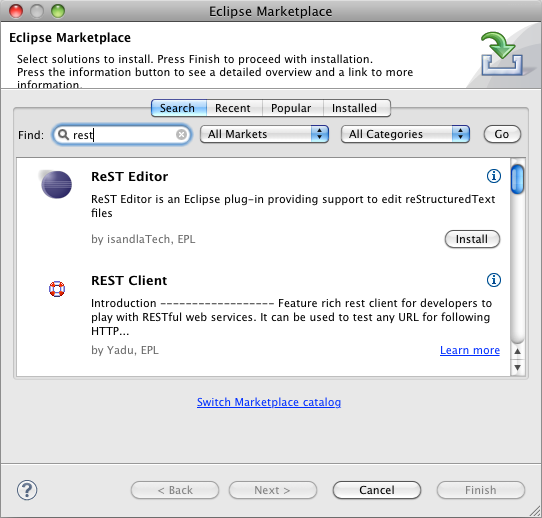 Eclipse Marketplace
Eclipse Marketplace
Select solutions to install. Press Finish to proceed with installation.
Press the information button to see a detailed overview and a link to more
information.
Search Recent Popular Installed
Find: rest All Markets All Categories Go
ReST Editor
ReST Editor is an Eclipse plug-in providing support to edit reStructuredText
files
by isandlaTech, EPL Install
REST Client
Introduction ------------------ Feature rich rest client for developers to
play with RESTful web services. It can be used to test any URL for following
HTTP...
by Yadu, EPL Learn more
Switch Marketplace catalog
? < Back Next > Cancel Finish